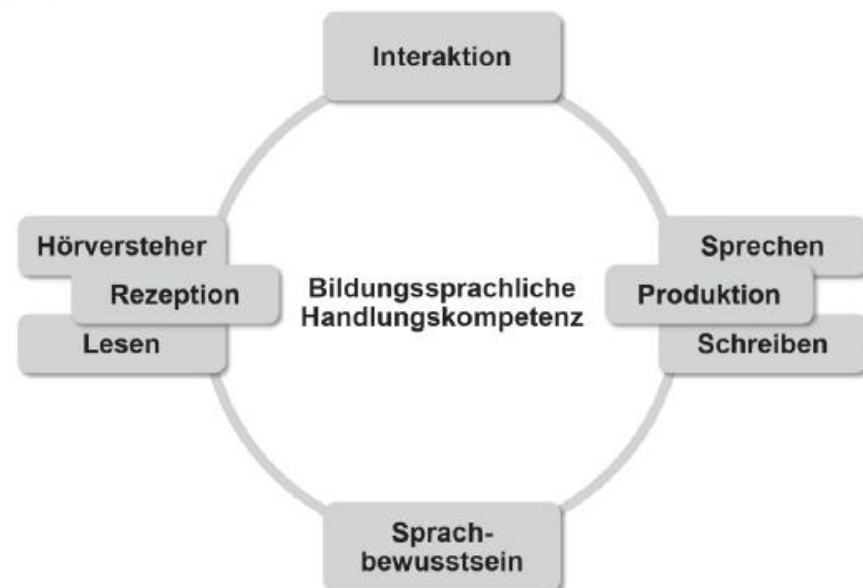 Interaktion
Hörversteher
Rezeption
Lesen
Bildungssprachliche
Handlungskompetenz
Sprechen
Produktion
Schreiben
Sprach-
bewusstsein